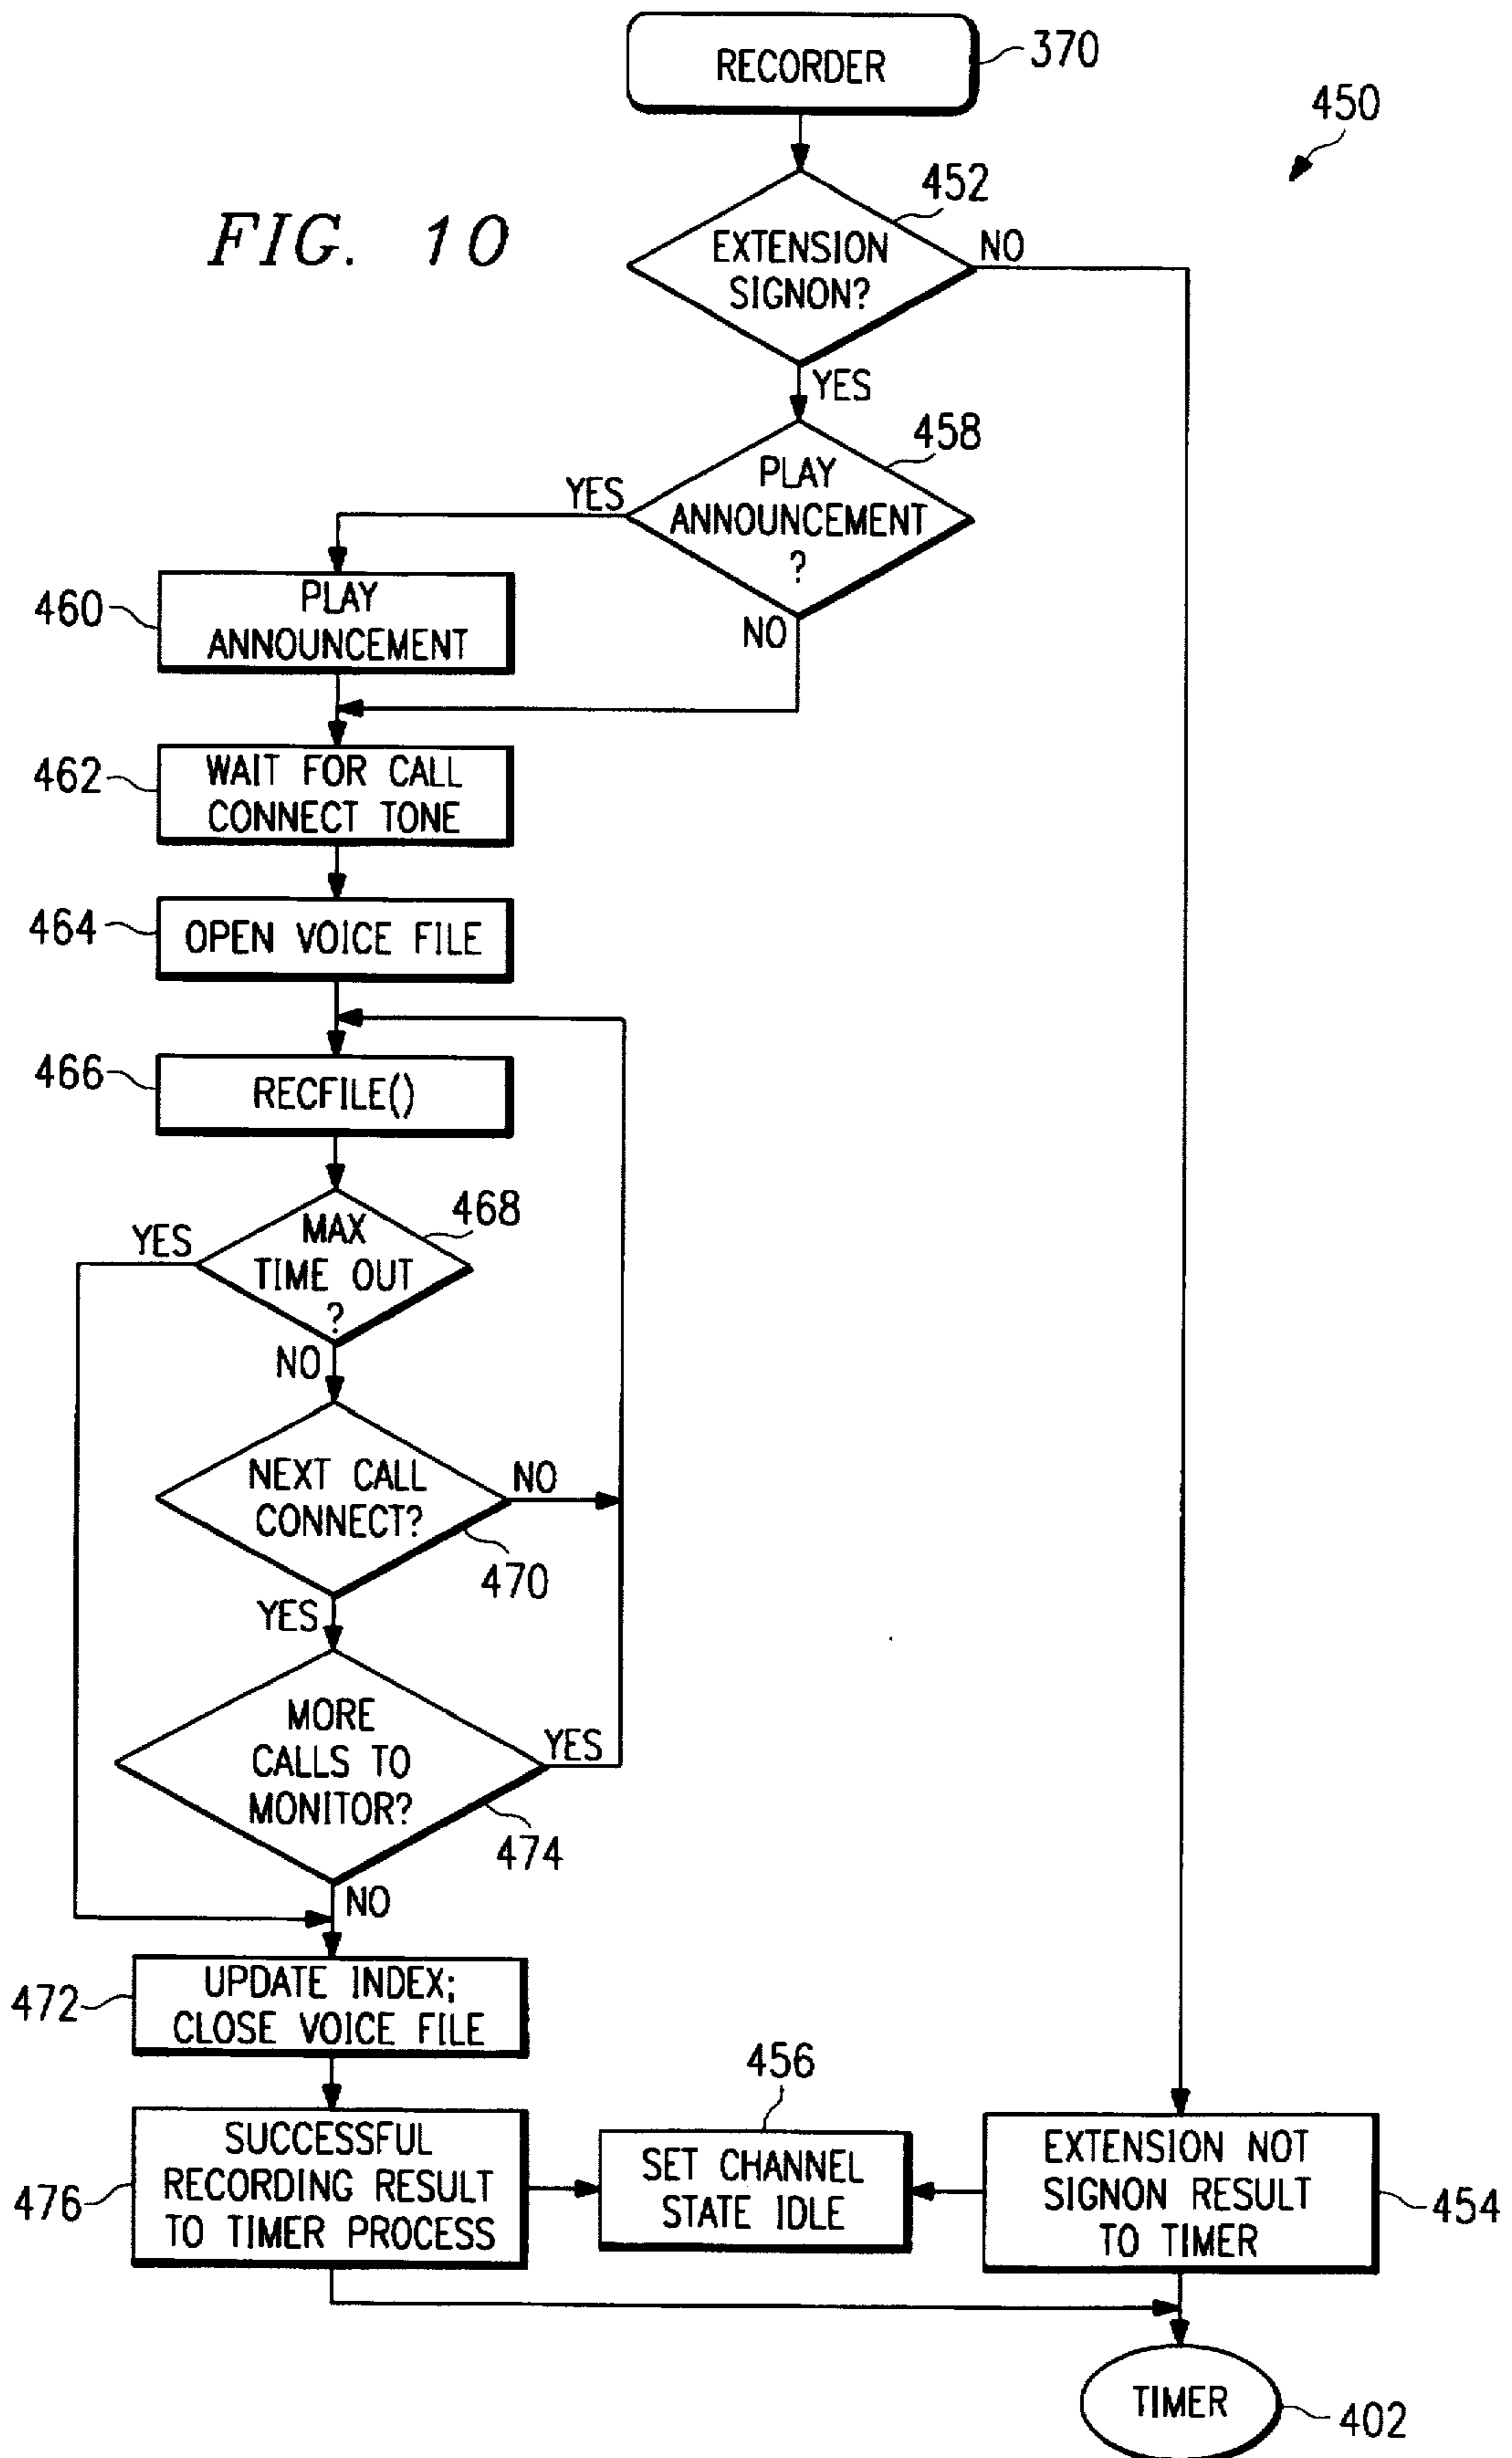 RECORDER
370
450
FIG. 10
452
EXTENSION
SIGNON?
NO
YES
458
PLAY
ANNOUNCEMENT
?
YES
NO
460
PLAY
ANNOUNCEMENT
462
WAIT FOR CALL
CONNECT TONE
464
OPEN VOICE FILE
466
RECFILE()
468
MAX
TIME OUT
?
YES
NO
NEXT CALL
CONNECT?
NO
470
YES
MORE
CALLS TO
MONITOR?
YES
474
NO
472
UPDATE INDEX;
CLOSE VOICE FILE
476
SUCCESSFUL
RECORDING RESULT
TO TIMER PROCESS
456
SET CHANNEL
STATE IDLE
EXTENSION NOT
SIGNON RESULT
TO TIMER
454
TIMER
402